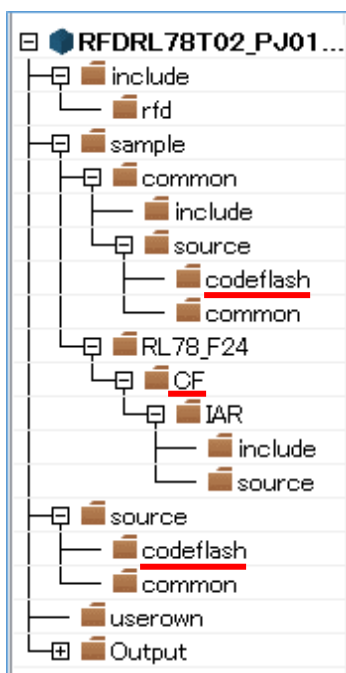 RFDRL78T02_PJ01...
include
rfd
sample
common
include
source
codeflash
common
RL78_F24
CF
IAR
include
source
source
codeflash
common
userown
Output